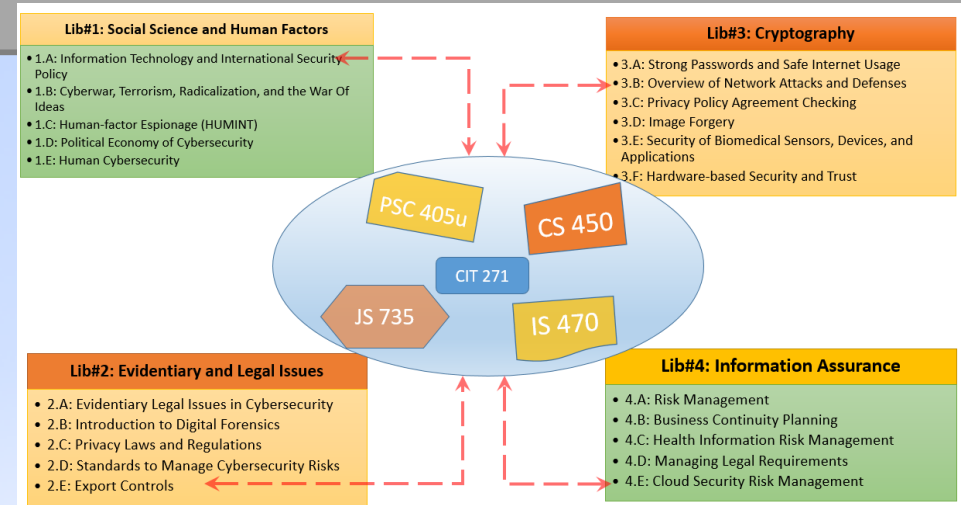 Lib#1: Social Science and Human Factors
• 1.A: Information Technology and International Security
Policy
• 1.B: Cyberwar, Terrorism, Radicalization, and the War Of
Ideas
• 1.C: Human-factor Espionage (HUMINT)
• 1.D: Political Economy of Cybersecurity
• 1.E: Human Cybersecurity
Lib#3: Cryptography
• 3.A: Strong Passwords and Safe Internet Usage
• 3.B: Overview of Network Attacks and Defenses
• 3.C: Privacy Policy Agreement Checking
• 3.D: Image Forgery
• 3.E: Security of Biomedical Sensors, Devices, and
Applications
• 3.F: Hardware-based Security and Trust
PSC 405u
CS 450
CIT 271
JS 735
IS 470
Lib#2: Evidentiary and Legal Issues
• 2.A: Evidentiary Legal Issues in Cybersecurity
• 2.B: Introduction to Digital Forensics
• 2.C: Privacy Laws and Regulations
• 2.D: Standards to Manage Cybersecurity Risks
• 2.E: Export Controls
Lib#4: Information Assurance
• 4.A: Risk Management
• 4.B: Business Continuity Planning
• 4.C: Health Information Risk Management
• 4.D: Managing Legal Requirements
• 4.E: Cloud Security Risk Management